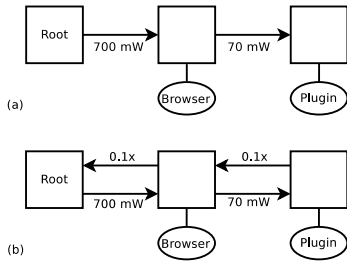 Root
700 mW
70 mW
Browser
Plugin
(a)
0.1x
0.1x
Root
700 mW
70 mW
Browser
Plugin
(b)